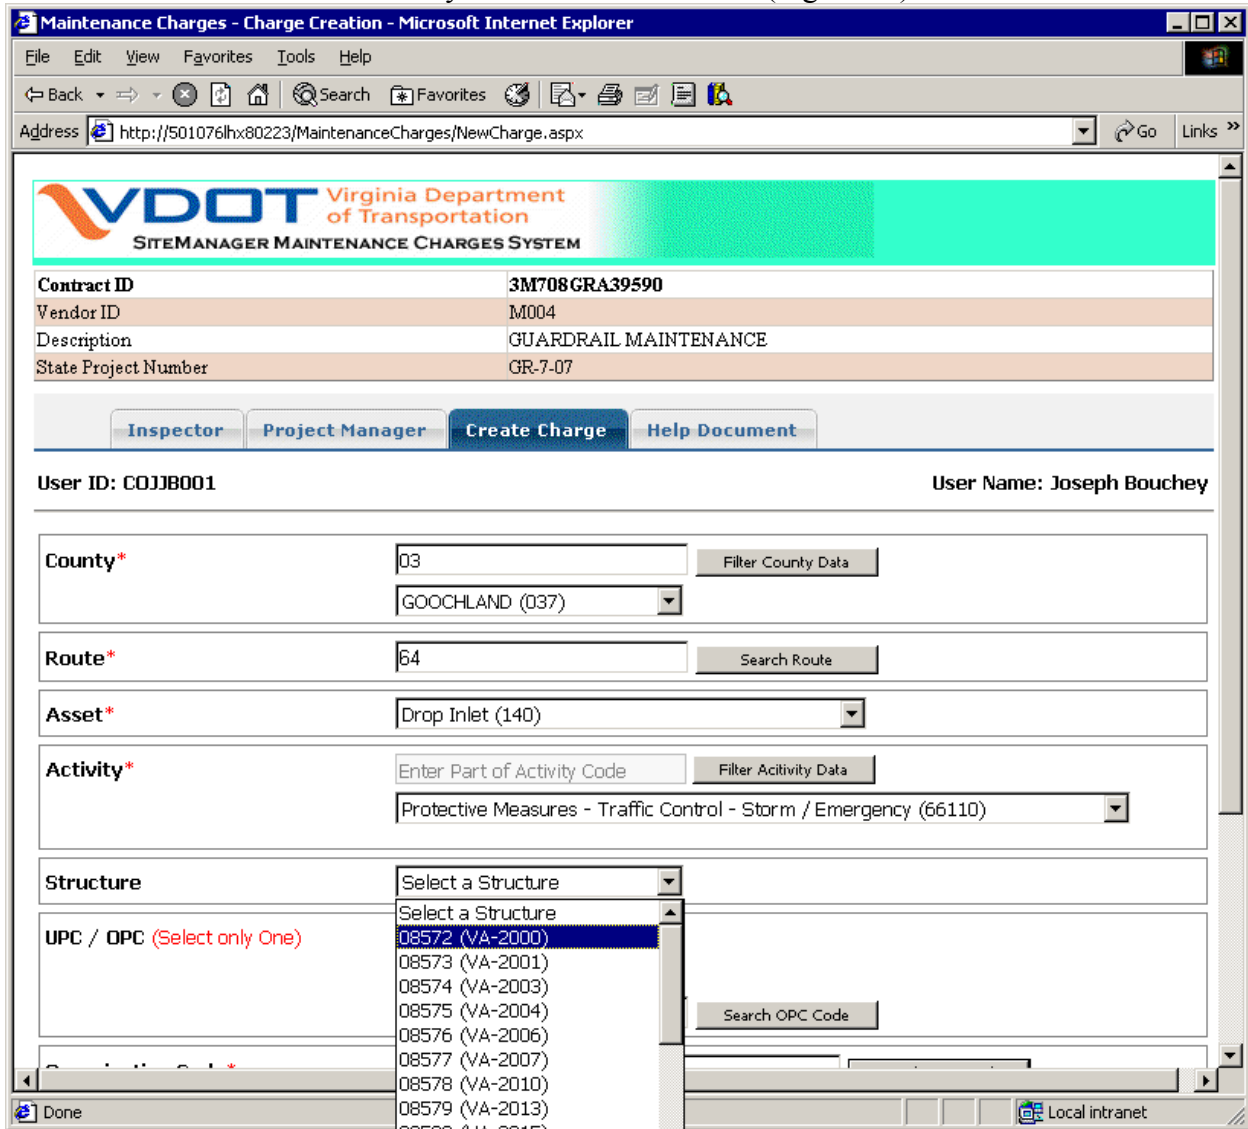 Maintenance Charges - Charge Creation - Microsoft Internet Explorer
File Edit View Favorites Tools Help
Back Search Favorites
Address http://501076lhx80223/MaintenanceCharges/NewCharge.aspx Go Links »
VDOT Virginia Department
of Transportation
SITEMANAGER MAINTENANCE CHARGES SYSTEM
Contract ID 3M708GRA39590
Vendor ID M004
Description GUARDRAIL MAINTENANCE
State Project Number GR-7-07
Inspector Project Manager Create Charge Help Document
User ID: COJJB001 User Name: Joseph Bouchey
County* 03 Filter County Data
GOOCHLAND (037)
Route* 64 Search Route
Asset* Drop Inlet (140)
Activity* Enter Part of Activity Code Filter Acitivity Data
Protective Measures - Traffic Control - Storm / Emergency (66110)
Structure Select a Structure
Select a Structure
UPC / OPC (Select only One) 08572 (VA-2000)
08573 (VA-2001)
08574 (VA-2003)
08575 (VA-2004) Search OPC Code
08576 (VA-2006)
08577 (VA-2007)
08578 (VA-2010)
08579 (VA-2013)
Done Local intranet